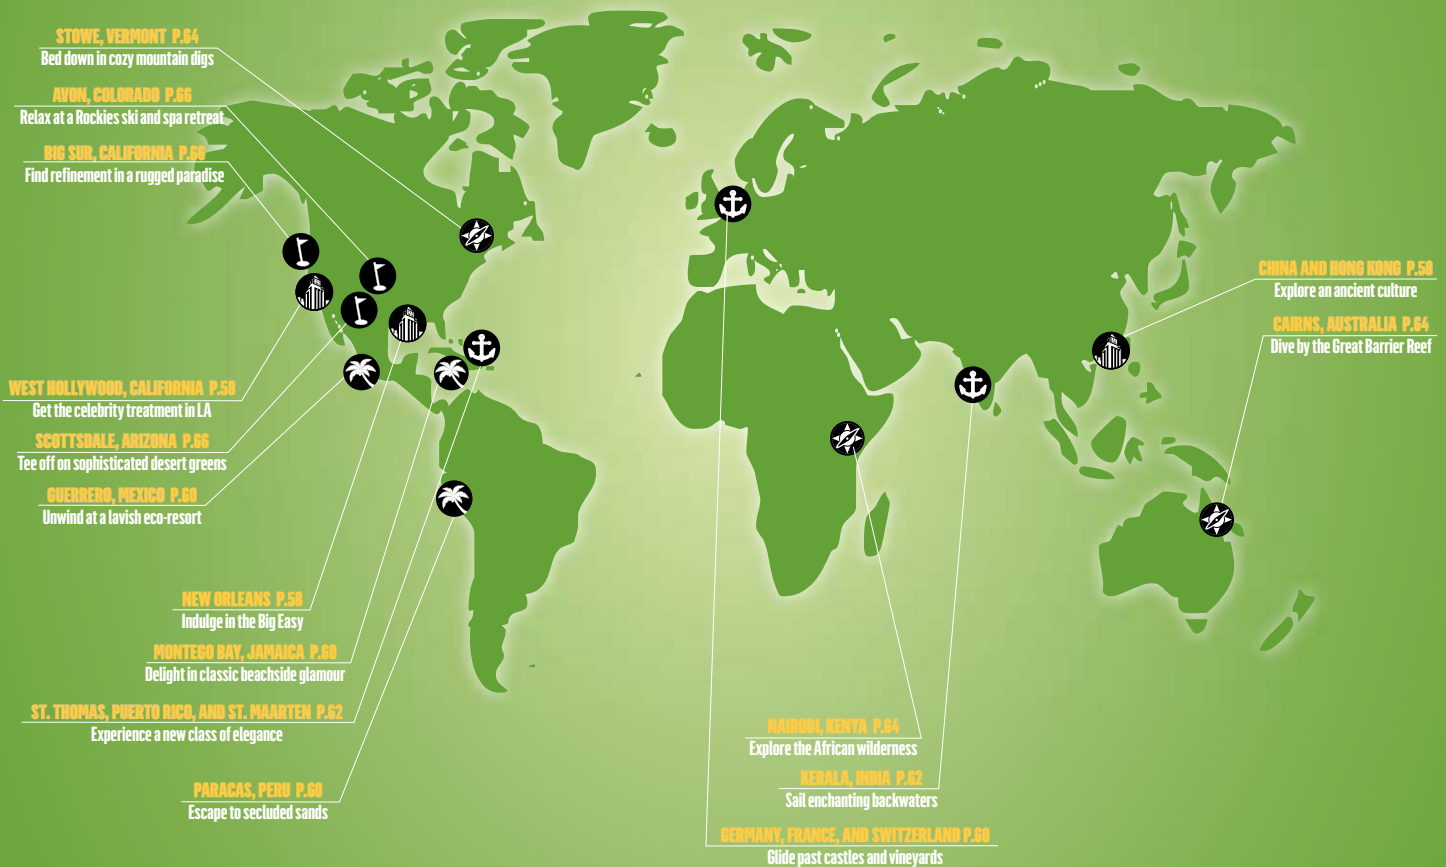 STOWE, VERMONT P.64
Bed down in cozy mountain digs
AVON, COLORADO P.66
Relax at a Rockies ski and spa retreat
BIG SUR, CALIFORNIA P.66
Find refinement in a rugged paradise
WEST HOLLYWOOD, CALIFORNIA P.58
Get the celebrity treatment in LA
SCOTTSDALE, ARIZONA P.66
Tee off on sophisticated desert greens
GUERRERO, MEXICO P.60
Unwind at a lavish eco-resort
NEW ORLEANS P.58
Indulge in the Big Easy
MONTEGO BAY, JAMAICA P.60
Delight in classic beachside glamour
ST. THOMAS, PUERTO RICO, AND ST. MAARTEN P.62
Experience a new class of elegance
PARACAS, PERU P.60
Escape to secluded sands
CHINA AND HONG KONG P.58
Explore an ancient culture
CAIRNS, AUSTRALIA P.64
Dive by the Great Barrier Reef
NAIROBI, KENYA P.64
Explore the African wilderness
KERALA, INDIA P.62
Sail enchanting backwaters
GERMANY, FRANCE, AND SWITZERLAND P.60
Glide past castles and vineyards